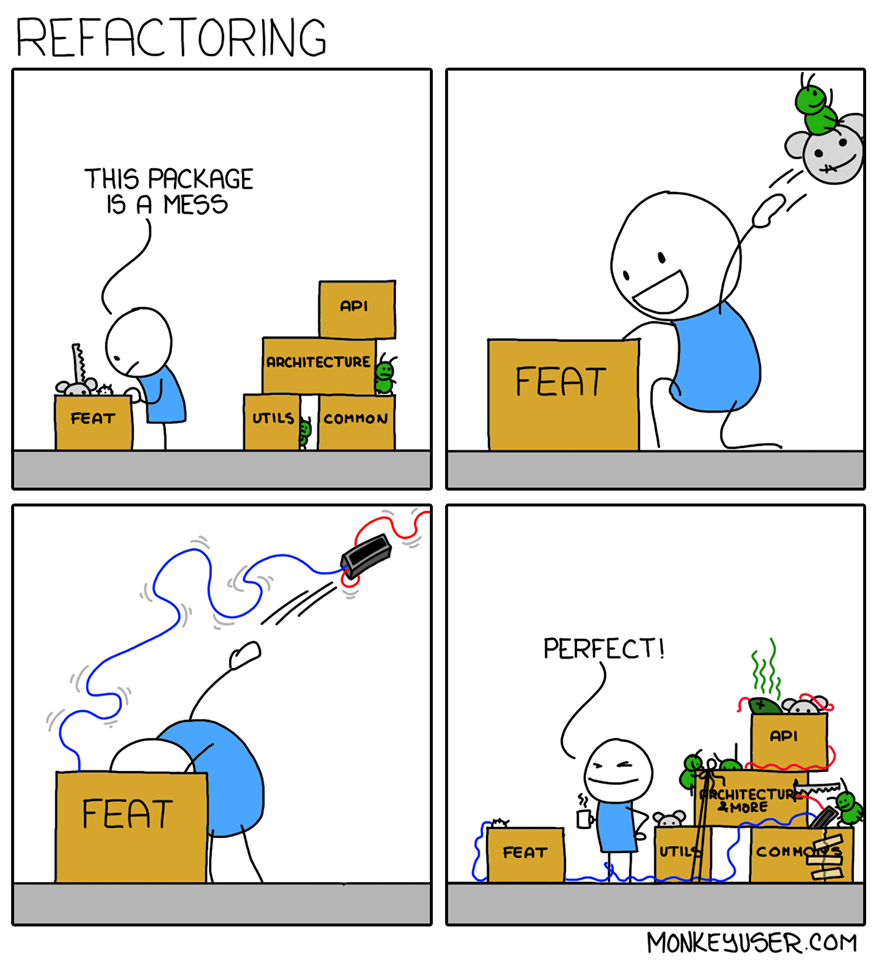 REFACTORING
THIS PACKAGE
IS A MESS
API
ARCHITECTURE
FEAT
UTILS
COMMON
FEAT
FEAT
PERFECT!
API
ARCHITECTURE
& MORE
FEAT
UTILS
COMMONS
MONKEYUSER.COM